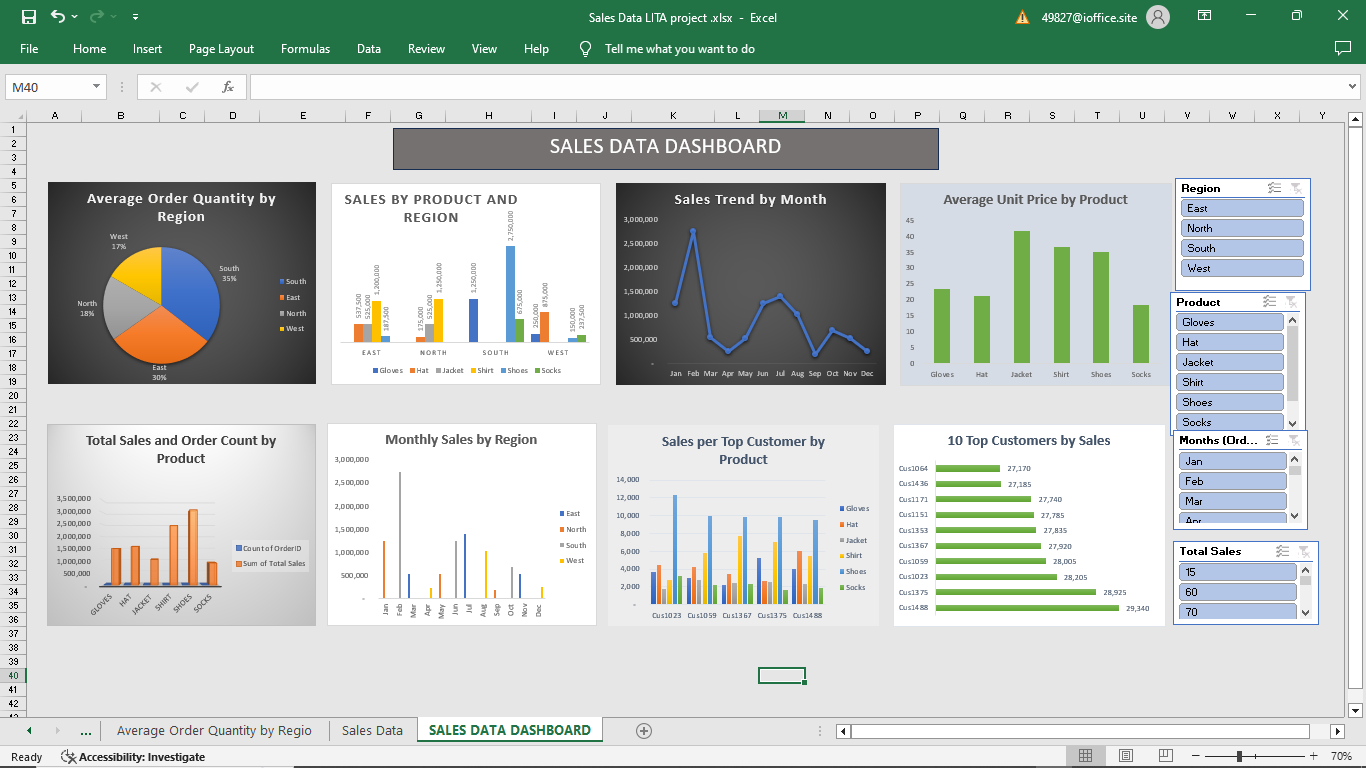 Sales Data LITA project .xlsx - Excel
49827@ioffice.site
File Home Insert Page Layout Formulas Data Review View Help Tell me what you want to do
M40
fx
A B C D E F G H I J K L M N O P Q R S T U V W X Y
1
2
3
4
5
6
7
8
9
10
11
12
13
14
15
16
17
18
19
20
21
22
23
24
25
26
27
28
29
30
31
32
33
34
35
36
37
38
39
40
41
42
SALES DATA DASHBOARD
Average Order Quantity by
Region
West
17%
South
35%
North
18%
East
30%
South
East
North
West
SALES BY PRODUCT AND
REGION
537,500
525,000
1,200,000
187,500
175,000
525,000
1,250,000
1,250,000
2,750,000
675,000
250,000
875,000
150,000
237,500
EAST NORTH SOUTH WEST
Gloves Hat Jacket Shirt Shoes Socks
Sales Trend by Month
3,000,000
2,500,000
2,000,000
1,500,000
1,000,000
500,000
-
Jan Feb Mar Apr May Jun Jul Aug Sep Oct Nov Dec
Average Unit Price by Product
45
40
35
30
25
20
15
10
5
0
Gloves Hat Jacket Shirt Shoes Socks
Region
East
North
South
West
Product
Gloves
Hat
Jacket
Shirt
Shoes
Socks
Total Sales and Order Count by
Product
3,500,000
3,000,000
2,500,000
2,000,000
1,500,000
1,000,000
500,000
-
GLOVES HAT JACKET SHIRT SHOES SOCKS
Count of OrderID
Sum of Total Sales
Monthly Sales by Region
3,000,000
2,500,000
2,000,000
1,500,000
1,000,000
500,000
-
Jan Feb Mar Apr May Jun Jul Aug Sep Oct Nov Dec
East
North
South
West
Sales per Top Customer by
Product
14,000
12,000
10,000
8,000
6,000
4,000
2,000
-
Cus1023 Cus1059 Cus1367 Cus1375 Cus1488
Gloves
Hat
Jacket
Shirt
Shoes
Socks
10 Top Customers by Sales
Cus1064 27,170
Cus1436 27,185
Cus1171 27,740
Cus1151 27,785
Cus1353 27,835
Cus1367 27,920
Cus1059 28,005
Cus1023 28,205
Cus1375 28,925
Cus1488 29,340
Months (Ord...
Jan
Feb
Mar
Apr
Total Sales
15
60
70
... Average Order Quantity by Regio Sales Data SALES DATA DASHBOARD
Ready Accessibility: Investigate 70%